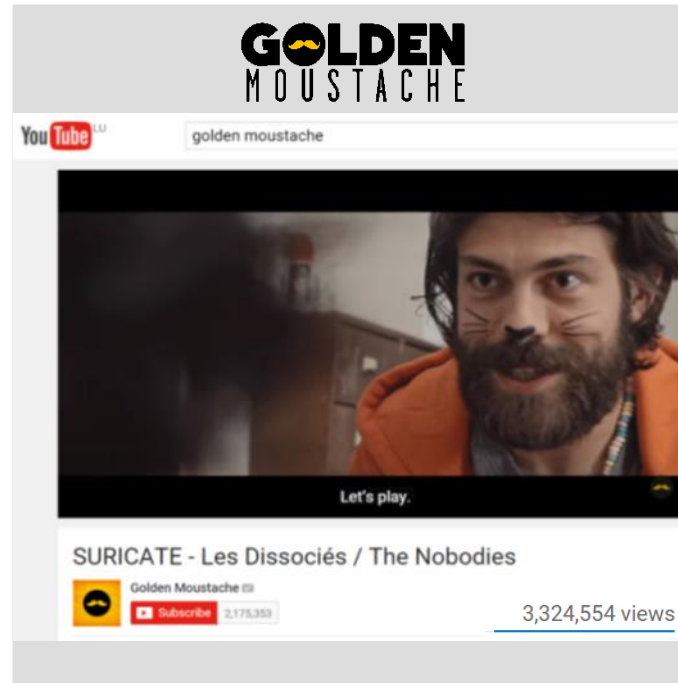 GOLDEN
MOUSTACHE
YouTube LU
golden moustache
Let's play.
SURICATE - Les Dissociés / The Nobodies
Golden Moustache
Subscribe 2,175,353
3,324,554 views